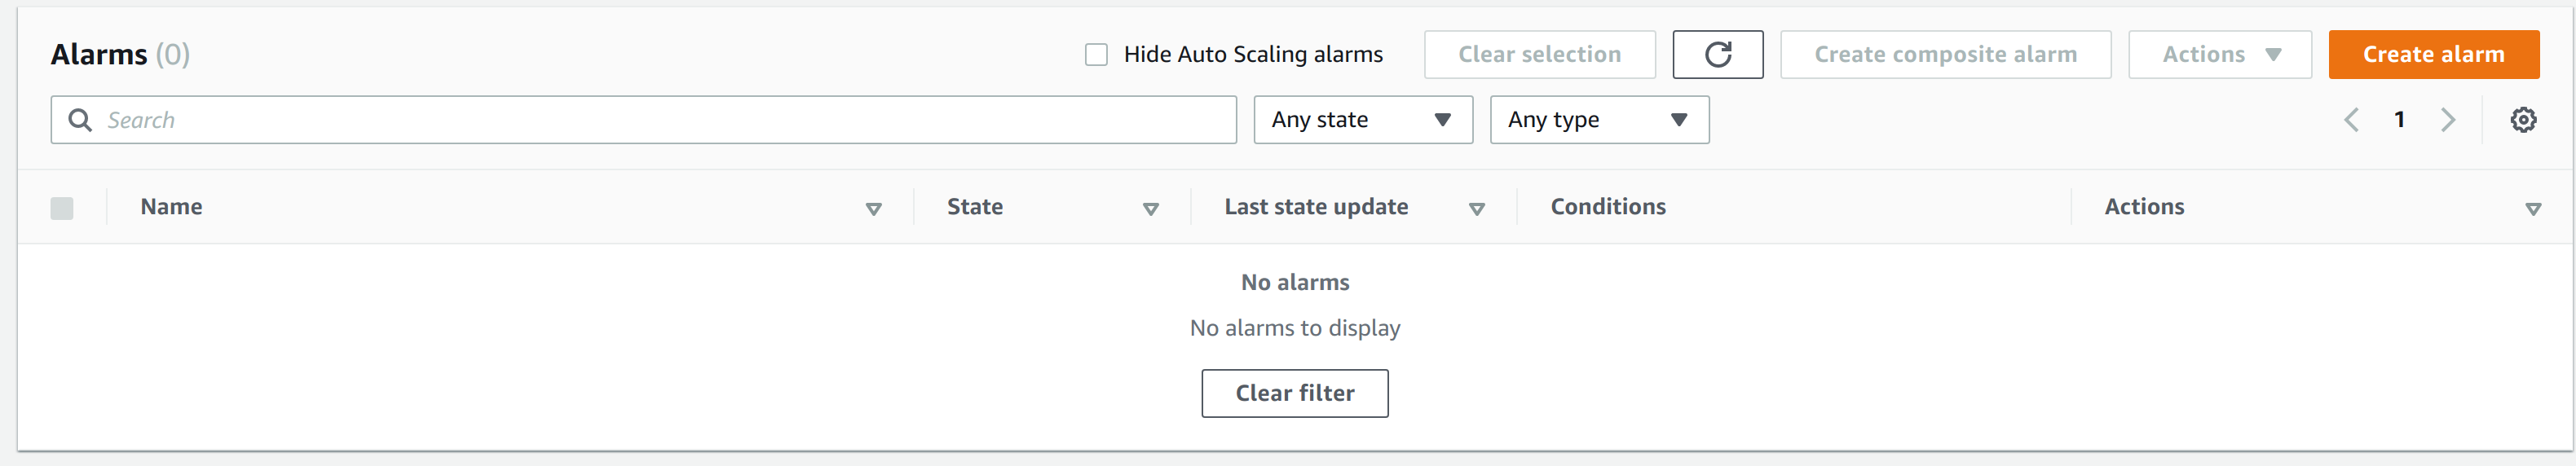 Alarms (0)
Hide Auto Scaling alarms
Clear selection
Create composite alarm
Actions
Create alarm
Search
Any state
Any type
1
Name
State
Last state update
Conditions
Actions
No alarms
No alarms to display
Clear filter